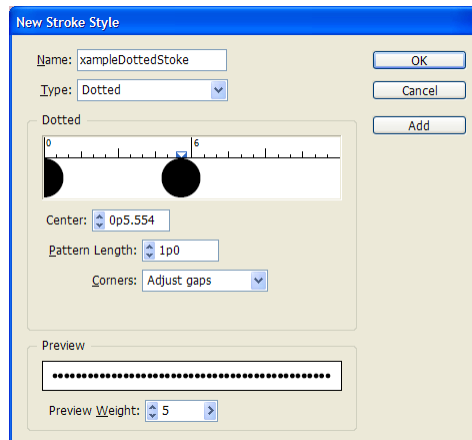 New Stroke Style
Name: xampleDottedStoke
OK
Type: Dotted
Cancel
Add
Dotted
0 6
Center: 0p5.554
Pattern Length: 1p0
Corners: Adjust gaps
Preview
Preview Weight: 5